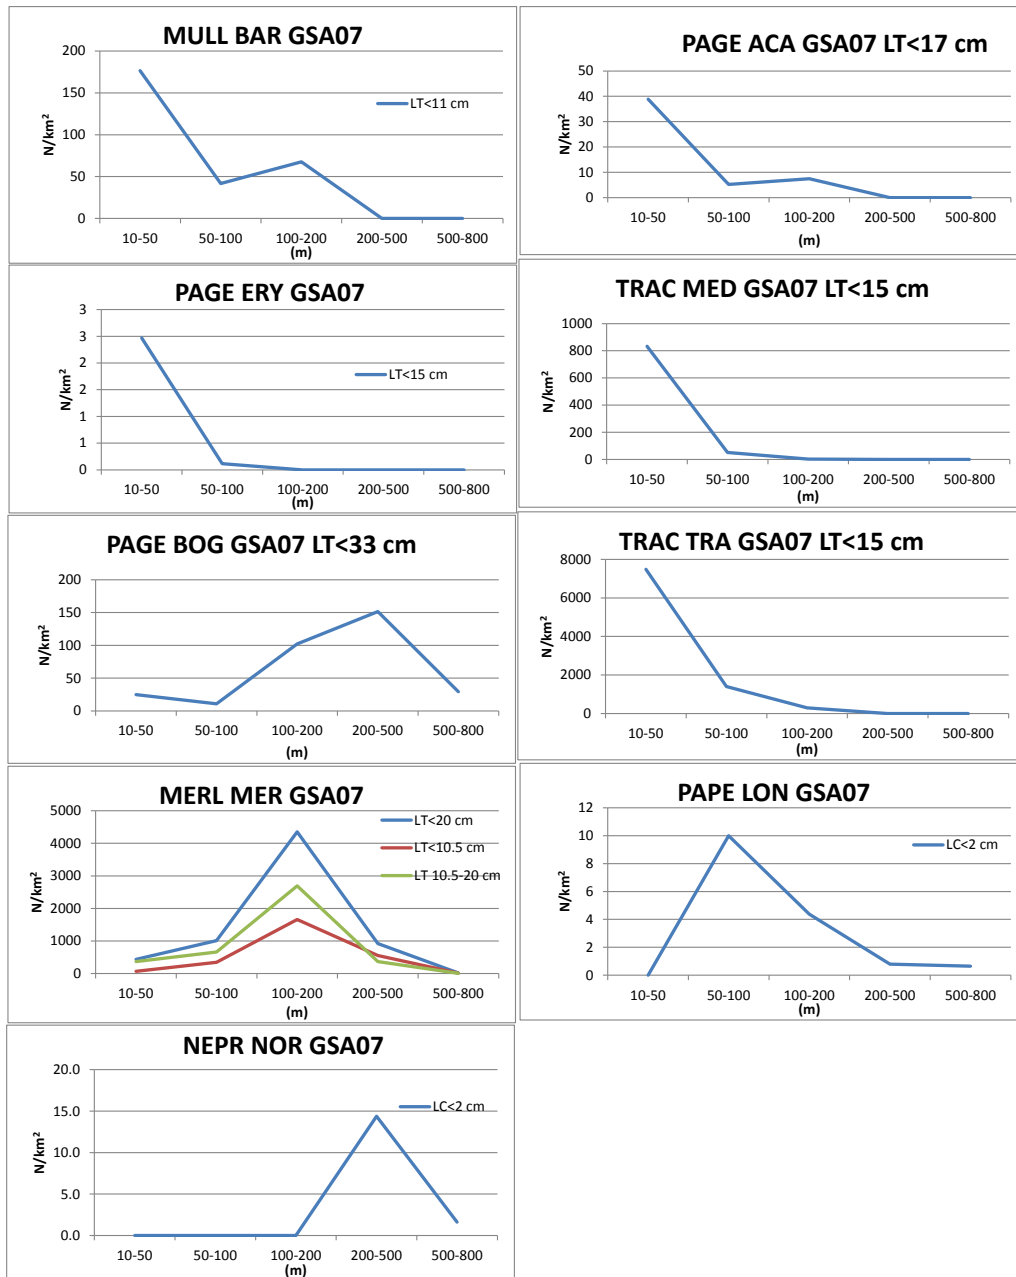 MULL BAR GSA07
200
150
100
50
0
N/km²
LT<11 cm
10-50 50-100 100-200 200-500 500-800
(m)
PAGE ACA GSA07 LT<17 cm
50
40
30
20
10
0
N/km²
10-50 50-100 100-200 200-500 500-800
(m)
PAGE ERY GSA07
3
3
2
2
1
1
0
N/km²
LT<15 cm
10-50 50-100 100-200 200-500 500-800
(m)
TRAC MED GSA07 LT<15 cm
1000
800
600
400
200
0
N/km²
10-50 50-100 100-200 200-500 500-800
(m)
PAGE BOG GSA07 LT<33 cm
200
150
100
50
0
N/km²
10-50 50-100 100-200 200-500 500-800
(m)
TRAC TRA GSA07 LT<15 cm
8000
6000
4000
2000
0
N/km²
10-50 50-100 100-200 200-500 500-800
(m)
MERL MER GSA07
5000
4000
3000
2000
1000
0
N/km²
LT<20 cm
LT<10.5 cm
LT 10.5-20 cm
10-50 50-100 100-200 200-500 500-800
(m)
PAPE LON GSA07
12
10
8
6
4
2
0
N/km²
LC<2 cm
10-50 50-100 100-200 200-500 500-800
(m)
NEPR NOR GSA07
20.0
15.0
10.0
5.0
0.0
N/km²
LC<2 cm
10-50 50-100 100-200 200-500 500-800
(m)